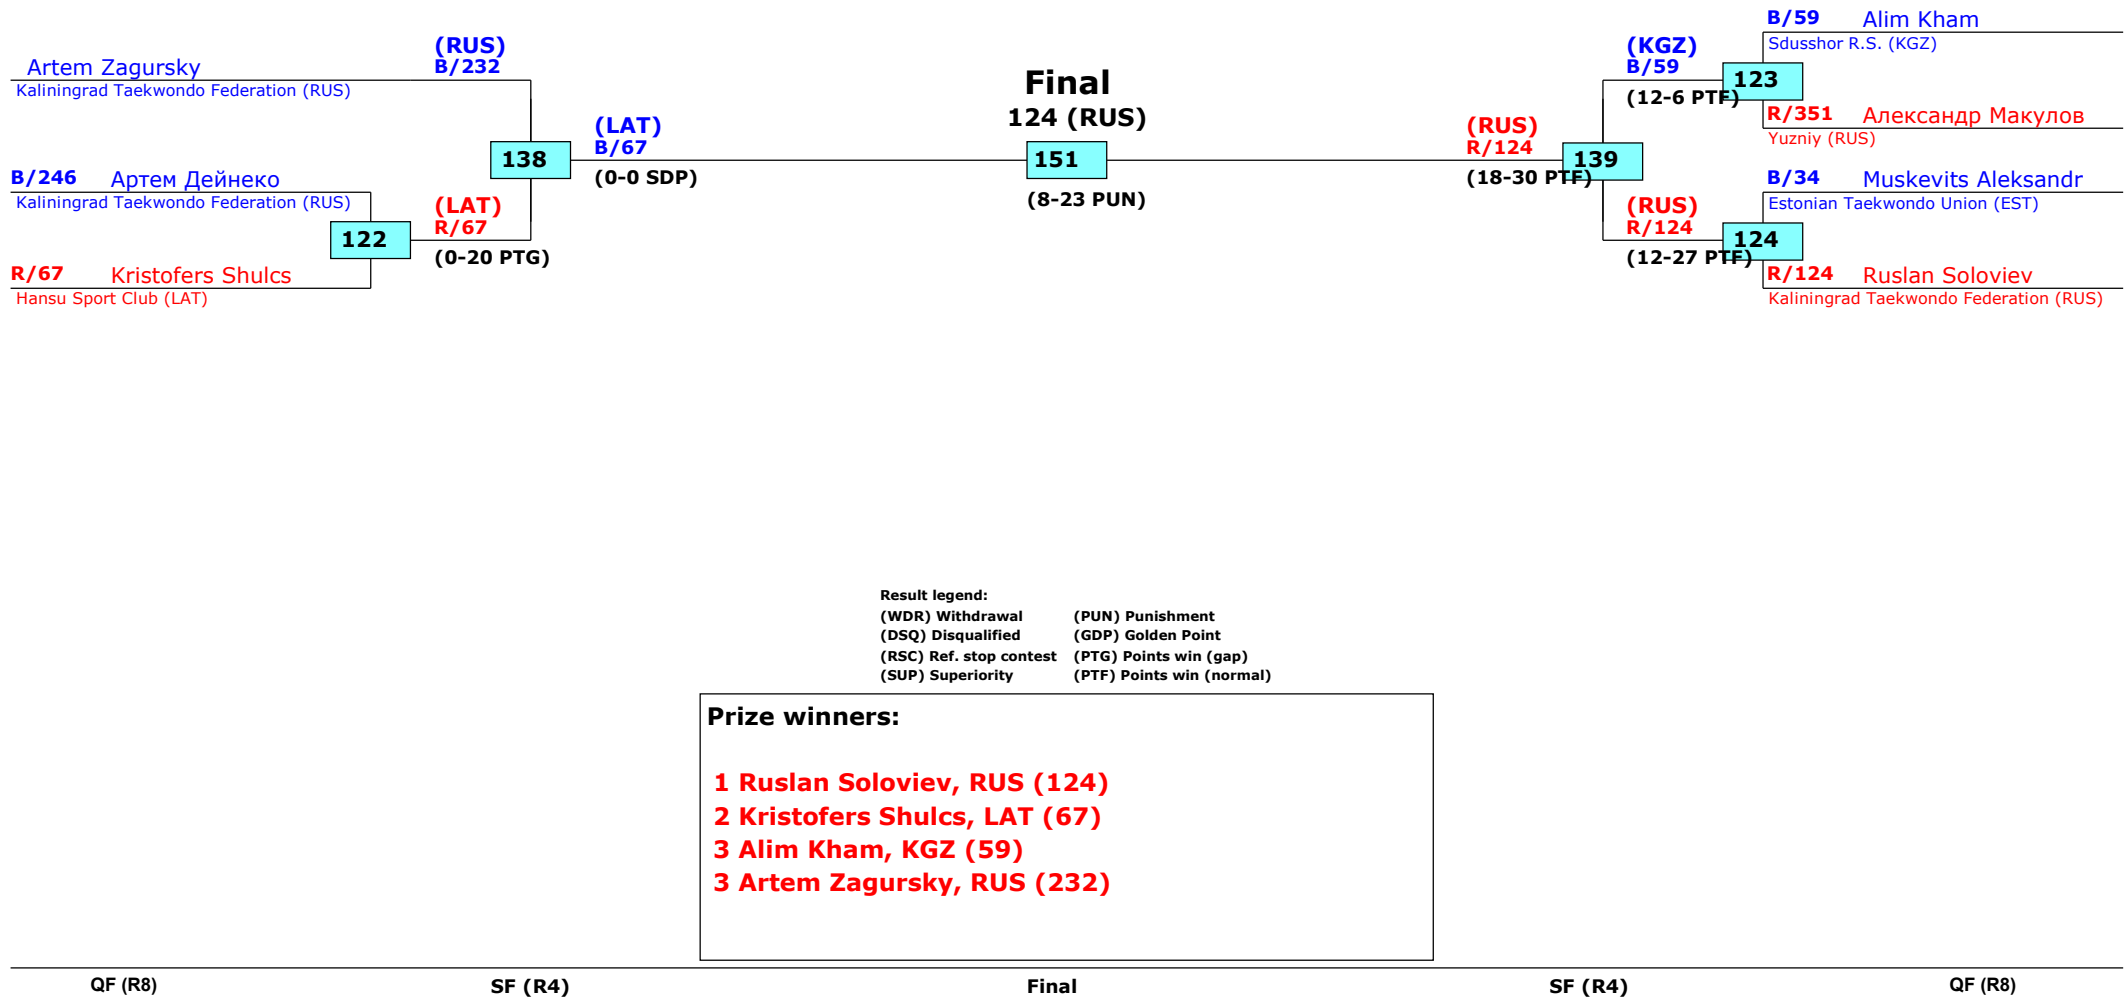 Artem Zagursky
Kaliningrad Taekwondo Federation (RUS)
B/246 Артем Дейнеко
Kaliningrad Taekwondo Federation (RUS)
R/67 Kristofers Shulcs
Hansu Sport Club (LAT)
122
(RUS)
B/232
(LAT)
R/67
(0-20 PTG)
138
(LAT)
B/67
(0-0 SDP)
Final
124 (RUS)
151
(8-23 PUN)
(RUS)
R/124
(18-30 PTF)
139
(KGZ)
B/59
(12-6 PTF)
(RUS)
R/124
(12-27 PTF)
123
124
B/59 Alim Kham
Sdusshor R.S. (KGZ)
R/351 Александр Макулов
Yuzniy (RUS)
B/34 Muskevits Aleksandr
Estonian Taekwondo Union (EST)
R/124 Ruslan Soloviev
Kaliningrad Taekwondo Federation (RUS)
Result legend:
(WDR) Withdrawal (PUN) Punishment
(DSQ) Disqualified (GDP) Golden Point
(RSC) Ref. stop contest (PTG) Points win (gap)
(SUP) Superiority (PTF) Points win (normal)
Prize winners:
1 Ruslan Soloviev, RUS (124)
2 Kristofers Shulcs, LAT (67)
3 Alim Kham, KGZ (59)
3 Artem Zagursky, RUS (232)
QF (R8) SF (R4) Final SF (R4) QF (R8)